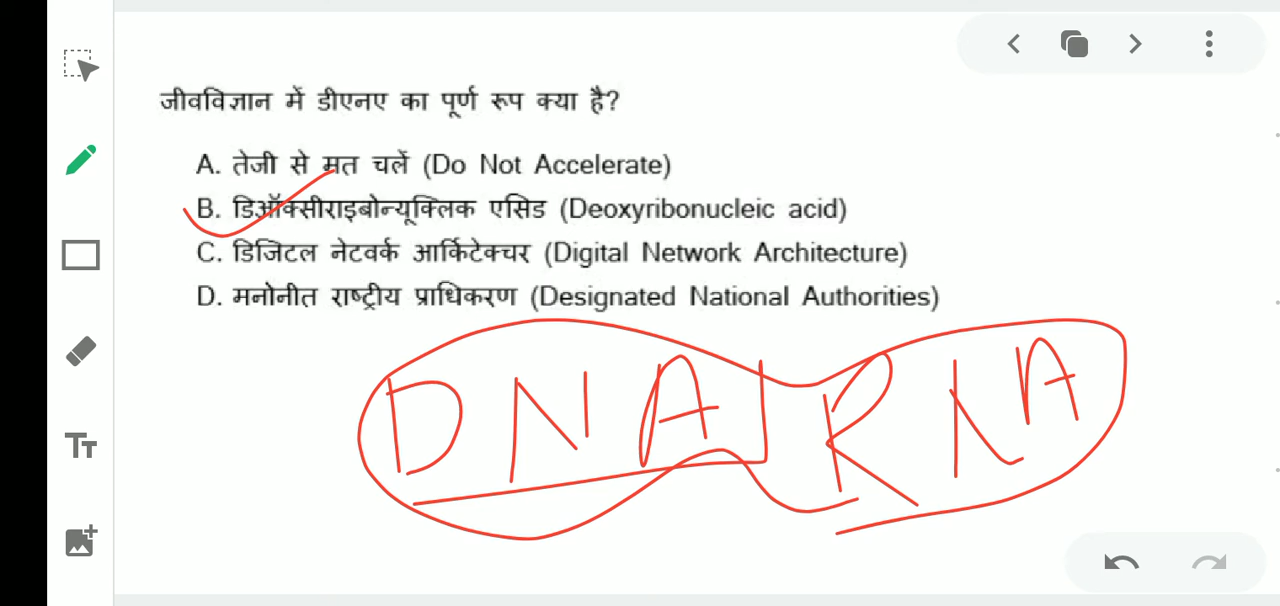 जीवविज्ञान में डीएनए का पूर्ण रूप क्या है?
A. तेजी से मत चलें (Do Not Accelerate)
B. डिऑक्सीराइबोन्यूक्लिक एसिड (Deoxyribonucleic acid)
C. डिजिटल नेटवर्क आर्किटेक्चर (Digital Network Architecture)
D. मनोनीत राष्ट्रीय प्राधिकरण (Designated National Authorities)
DNA RNA
TT